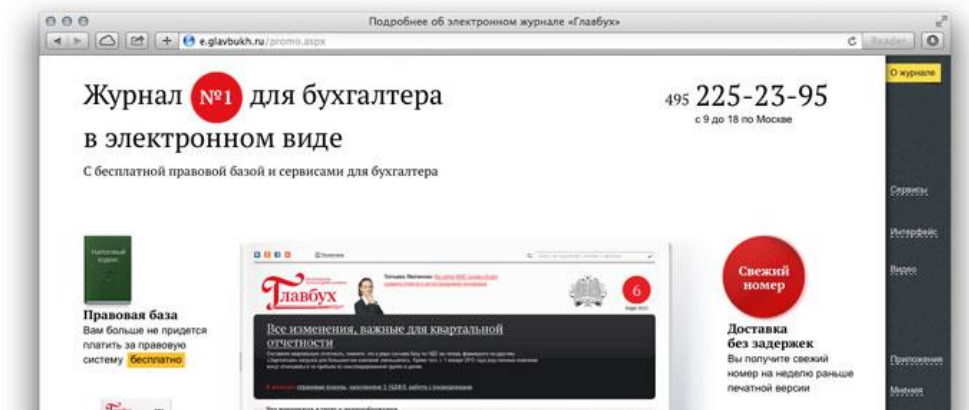 Подробнее об электронном журнале «Главбух»
e.glavbukh.ru/promo.aspx
Reader
Журнал №1 для бухгалтера
в электронном виде
С бесплатной правовой базой и сервисами для бухгалтера
495 225-23-95
с 9 до 18 по Москве
О журнале
Сервисы
Интерфейс
Видео
Приложение
Мнения
Налоговый
кодекс
Правовая база
Вам больше не придется
платить за правовую
систему бесплатно
Главбух
6
Все изменения, важные для квартальной
отчетности
Свежий
номер
Доставка
без задержек
Вы получите свежий
номер на неделю раньше
печатной версии